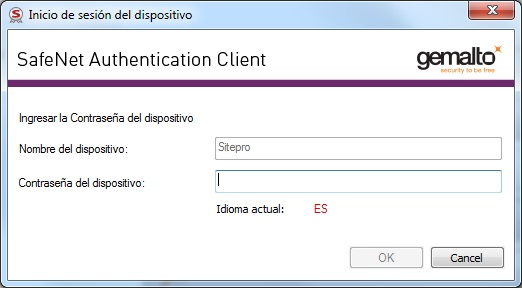 Inicio de sesión del dispositivo
SafeNet Authentication Client
gemalto
security to be free
Ingresar la Contraseña del dispositivo
Nombre del dispositivo: Sitepro
Contraseña del dispositivo:
Idioma actual: ES
OK Cancel